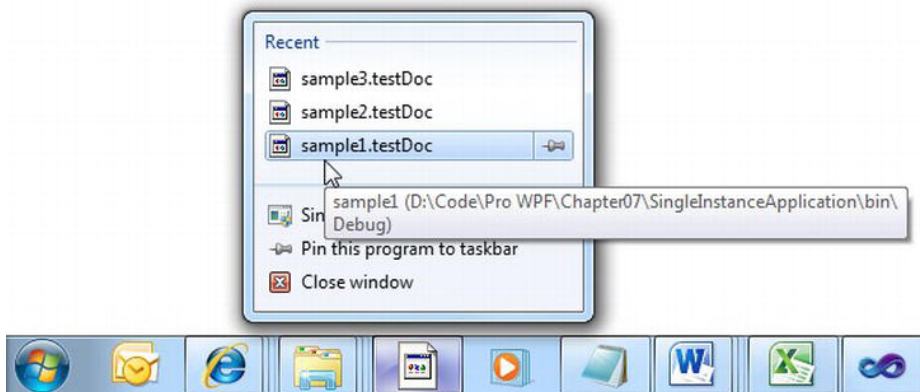 Recent
sample3.testDoc
sample2.testDoc
sample1.testDoc
sample1 (D:\Code\Pro WPF\Chapter07\SingleInstanceApplication\bin\
Debug)
Sin
Pin this program to taskbar
Close window